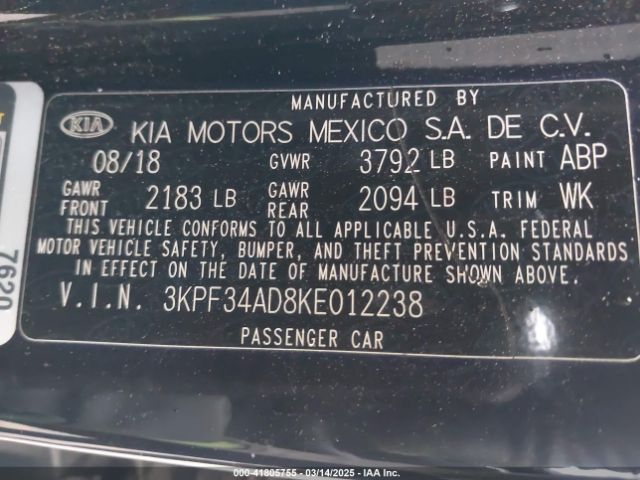 MANUFACTURED BY
KIA KIA MOTORS MEXICO S.A. DE C.V.
08/18 GVWR 3792 LB PAINT ABP
GAWR FRONT 2183 LB GAWR REAR 2094 LB TRIM WK
THIS VEHICLE CONFORMS TO ALL APPLICABLE U.S.A. FEDERAL
MOTOR VEHICLE SAFETY, BUMPER, AND THEFT PREVENTION STANDARDS
IN EFFECT ON THE DATE OF MANUFACTURE SHOWN ABOVE.
V.I.N. 3KPF34AD8KE012238
PASSENGER CAR
7620
000-41805755 - 03/14/2025 - IAA Inc.